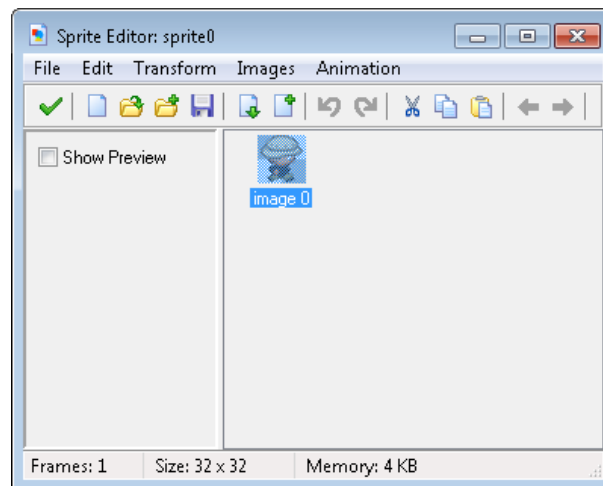 Sprite Editor: sprite0
File Edit Transform Images Animation
Show Preview
image 0
Frames: 1 Size: 32 x 32 Memory: 4 KB